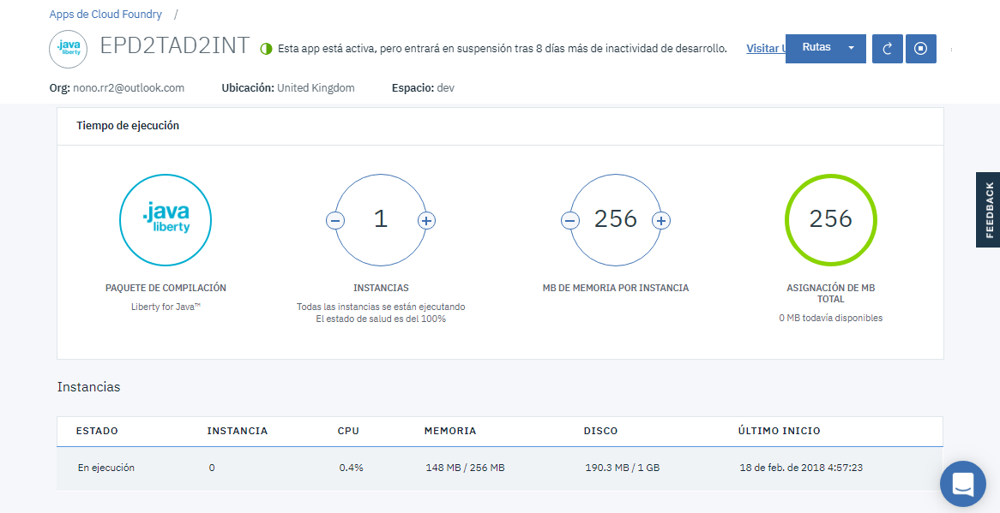 Apps de Cloud Foundry /
.java liberty
EPD2TAD2INT
Esta app está activa, pero entrará en suspensión tras 8 días más de inactividad de desarrollo.
Visitar
Rutas
Org: nono.rr2@outlook.com Ubicación: United Kingdom Espacio: dev
Tiempo de ejecución
.java
liberty
1
256
256
PAQUETE DE COMPILACIÓN
Liberty for Java™
INSTANCIAS
Todas las instancias se están ejecutando
El estado de salud es del 100%
MB DE MEMORIA POR INSTANCIA
ASIGNACIÓN DE MB
TOTAL
0 MB todavía disponibles
FEEDBACK
Instancias
ESTADO INSTANCIA CPU MEMORIA DISCO ÚLTIMO INICIO
En ejecución 0 0.4% 148 MB / 256 MB 190.3 MB / 1 GB 18 de feb. de 2018 4:57:23